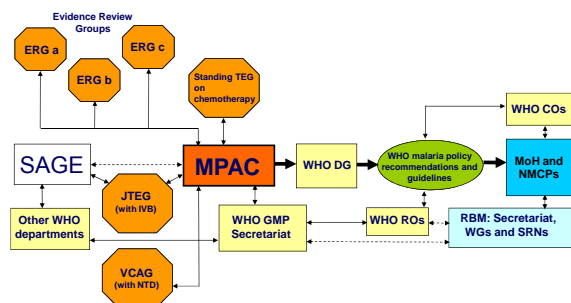 Evidence Review
Groups
ERG a
ERG b
ERG c
Standing TEG
on
chemotherapy
WHO COs
SAGE
MPAC
WHO DG
WHO malaria policy
recommendations and
guidelines
MoH and
NMCPs
JTEG
(with IVB)
Other WHO
departments
WHO GMP
Secretariat
WHO ROs
RBM: Secretariat,
WGs and SRNs
VCAG
(with NTD)